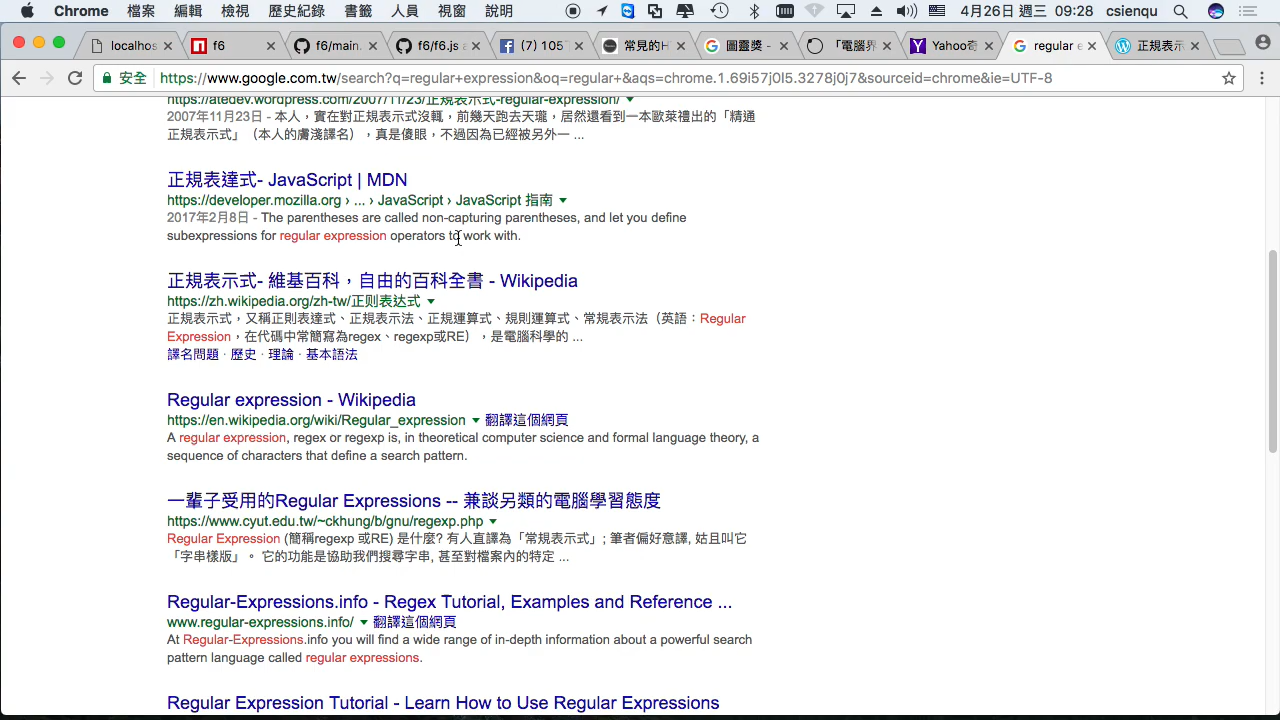 Chrome 檔案 編輯 檢視 歷史紀錄 書籤 人員 視窗 說明 4月26日 週三 09:28 csienqu
localhos f6 f6/main. f6/f6.js a (7) 105 常見的H 圖靈獎 - 「電腦界 Yahoo奇 regular e 正規表示
安全 https://www.google.com.tw/search?q=regular+expression&oq=regular+&aqs=chrome.1.69i57j0l5.3278j0j7&sourceid=chrome&ie=UTF-8
https://atedev.wordpress.com/2007/11/23/正規表示式-regular-expression/
2007年11月23日 - 本人，實在對正規表示式沒輒，前幾天跑去天瓏，居然還看到一本歐萊禮出的「精通
正規表示式」（本人的膚淺譯名），真是傻眼，不過因為已經被另外一 ...
正規表達式- JavaScript | MDN
https://developer.mozilla.org › ... › JavaScript › JavaScript 指南
2017年2月8日 - The parentheses are called non-capturing parentheses, and let you define
subexpressions for regular expression operators to work with.
正規表示式- 維基百科，自由的百科全書 - Wikipedia
https://zh.wikipedia.org/zh-tw/正则表达式
正規表示式，又稱正則表達式、正規表示法、正規運算式、規則運算式、常規表示法（英語：Regular
Expression，在代碼中常簡寫為regex、regexp或RE），是電腦科學的 ...
譯名問題 · 歷史 · 理論 · 基本語法
Regular expression - Wikipedia
https://en.wikipedia.org/wiki/Regular_expression 翻譯這個網頁
A regular expression, regex or regexp is, in theoretical computer science and formal language theory, a
sequence of characters that define a search pattern.
一輩子受用的Regular Expressions -- 兼談另類的電腦學習態度
https://www.cyut.edu.tw/~ckhung/b/gnu/regexp.php
Regular Expression (簡稱regexp 或RE) 是什麼? 有人直譯為「常規表示式」; 筆者偏好意譯, 姑且叫它
「字串樣版」。 它的功能是協助我們搜尋字串, 甚至對檔案內的特定 ...
Regular-Expressions.info - Regex Tutorial, Examples and Reference ...
www.regular-expressions.info/ 翻譯這個網頁
At Regular-Expressions.info you will find a wide range of in-depth information about a powerful search
pattern language called regular expressions.
Regular Expression Tutorial - Learn How to Use Regular Expressions